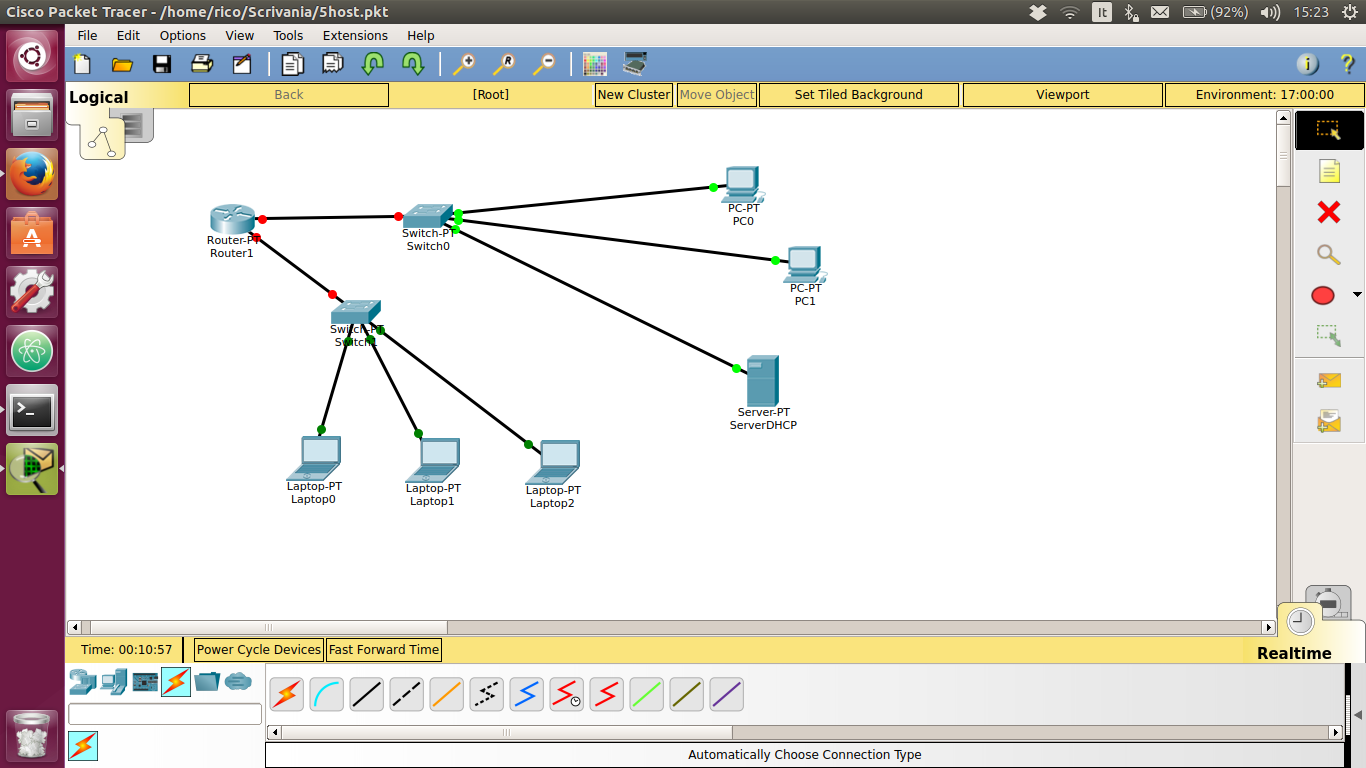 Cisco Packet Tracer - /home/rico/Scrivania/5host.pkt
It
(92%)
15:23
File Edit Options View Tools Extensions Help
Logical
Back
[Root]
New Cluster
Move Object
Set Tiled Background
Viewport
Environment: 17:00:00
PC-PT
PC0
Router-PT
Router1
Switch-PT
Switch0
PC-PT
PC1
Switch-PT
Switch1
Server-PT
ServerDHCP
Laptop-PT
Laptop0
Laptop-PT
Laptop1
Laptop-PT
Laptop2
Time: 00:10:57
Power Cycle Devices
Fast Forward Time
Realtime
Automatically Choose Connection Type